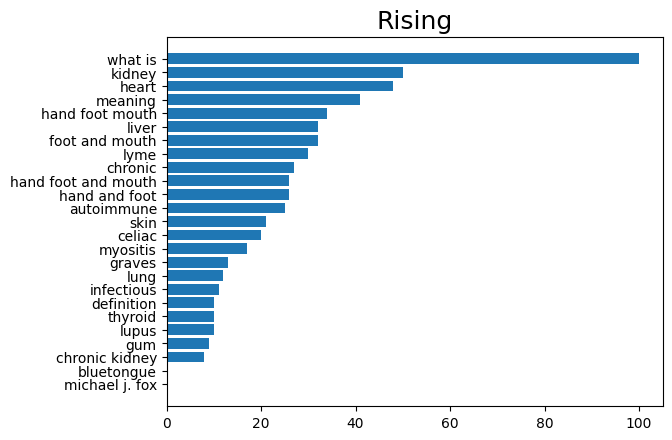 Rising
what is
kidney
heart
meaning
hand foot mouth
liver
foot and mouth
lyme
chronic
hand foot and mouth
hand and foot
autoimmune
skin
celiac
myositis
graves
lung
infectious
definition
thyroid
lupus
gum
chronic kidney
bluetongue
michael j. fox
0 20 40 60 80 100